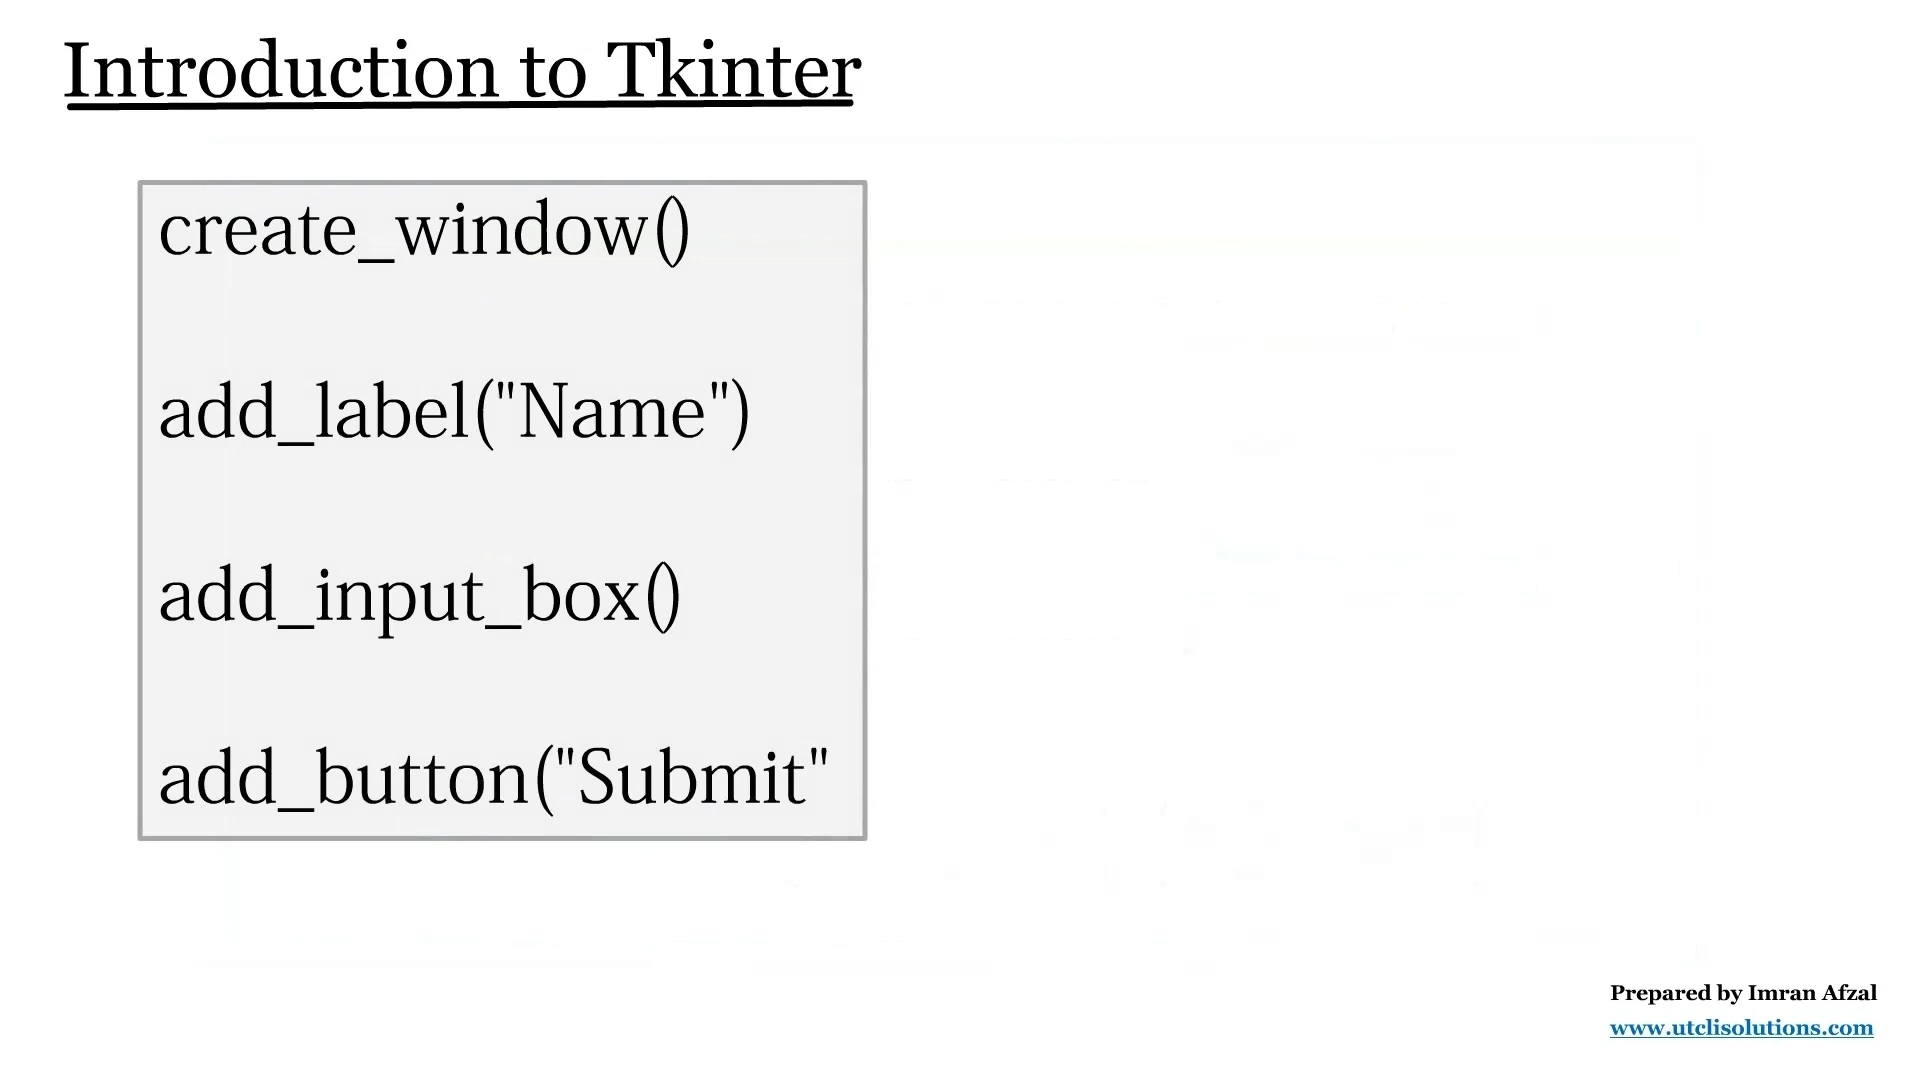 Introduction to Tkinter
create_window()
add_label("Name")
add_input_box()
add_button("Submit"
Prepared by Imran Afzal
www.utclisolutions.com